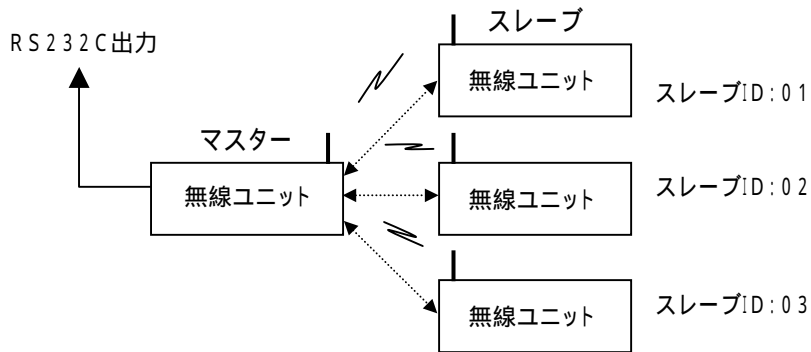 スレーブ
RS232C出力
無線ユニット
スレーブID:01
マスター
無線ユニット
無線ユニット
スレーブID:02
無線ユニット
スレーブID:03